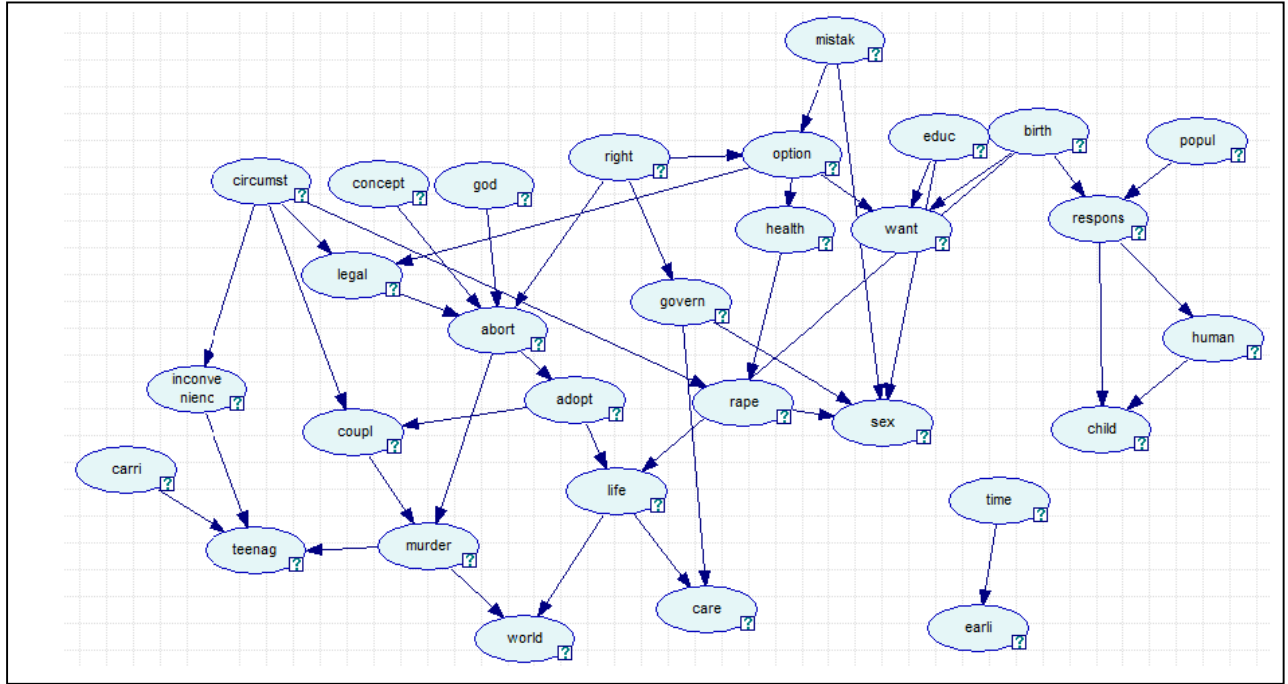 mistak
?
educ
?
birth
?
popul
?
right
?
option
?
circumst
?
concept
?
god
?
health
?
want
?
respons
?
legal
?
govern
?
abort
?
human
?
inconve
nienc
?
adopt
?
rape
?
sex
?
child
?
coupl
?
carri
?
life
?
time
?
teenag
?
murder
?
care
?
world
?
earli
?